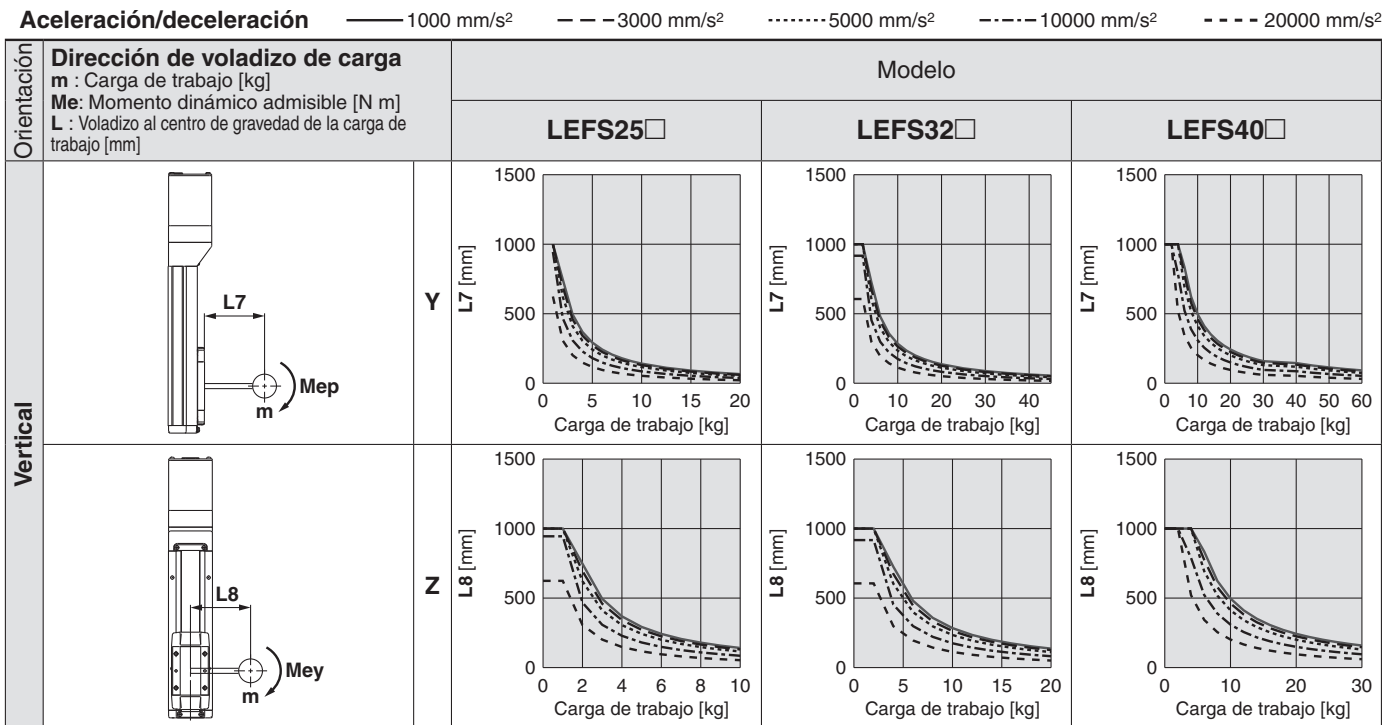 Aceleración/deceleración 1000 mm/s² 3000 mm/s² 5000 mm/s² 10000 mm/s² 20000 mm/s²
Orientación
Dirección de voladizo de carga
m : Carga de trabajo [kg]
Me: Momento dinámico admisible [N m]
L : Voladizo al centro de gravedad de la carga de
trabajo [mm]
Modelo
LEFS25□ LEFS32□ LEFS40□
Vertical
L7
m
Mep
Y
1500
1000
500
0
L7 [mm]
0 5 10 15 20
Carga de trabajo [kg]
1500
1000
500
0
L7 [mm]
0 10 20 30 40
Carga de trabajo [kg]
1500
1000
500
0
L7 [mm]
0 10 20 30 40 50 60
Carga de trabajo [kg]
L8
m
Mey
Z
1500
1000
500
0
L8 [mm]
0 2 4 6 8 10
Carga de trabajo [kg]
1500
1000
500
0
L8 [mm]
0 5 10 15 20
Carga de trabajo [kg]
1500
1000
500
0
L8 [mm]
0 10 20 30
Carga de trabajo [kg]